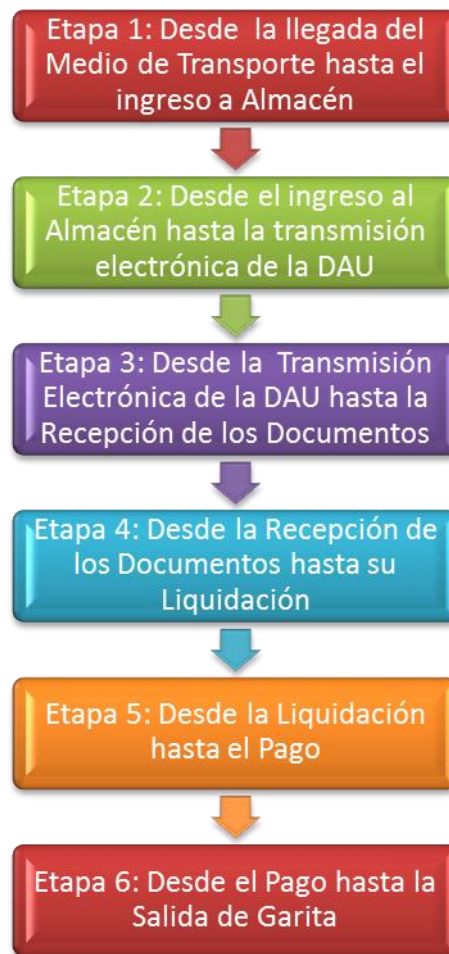 Etapa 1: Desde la llegada del
Medio de Transporte hasta el
ingreso a Almacén
Etapa 2: Desde el ingreso al
Almacén hasta la transmisión
electrónica de la DAU
Etapa 3: Desde la Transmisión
Electrónica de la DAU hasta la
Recepción de los Documentos
Etapa 4: Desde la Recepción de
los Documentos hasta su
Liquidación
Etapa 5: Desde la Liquidación
hasta el Pago
Etapa 6: Desde el Pago hasta la
Salida de Garita